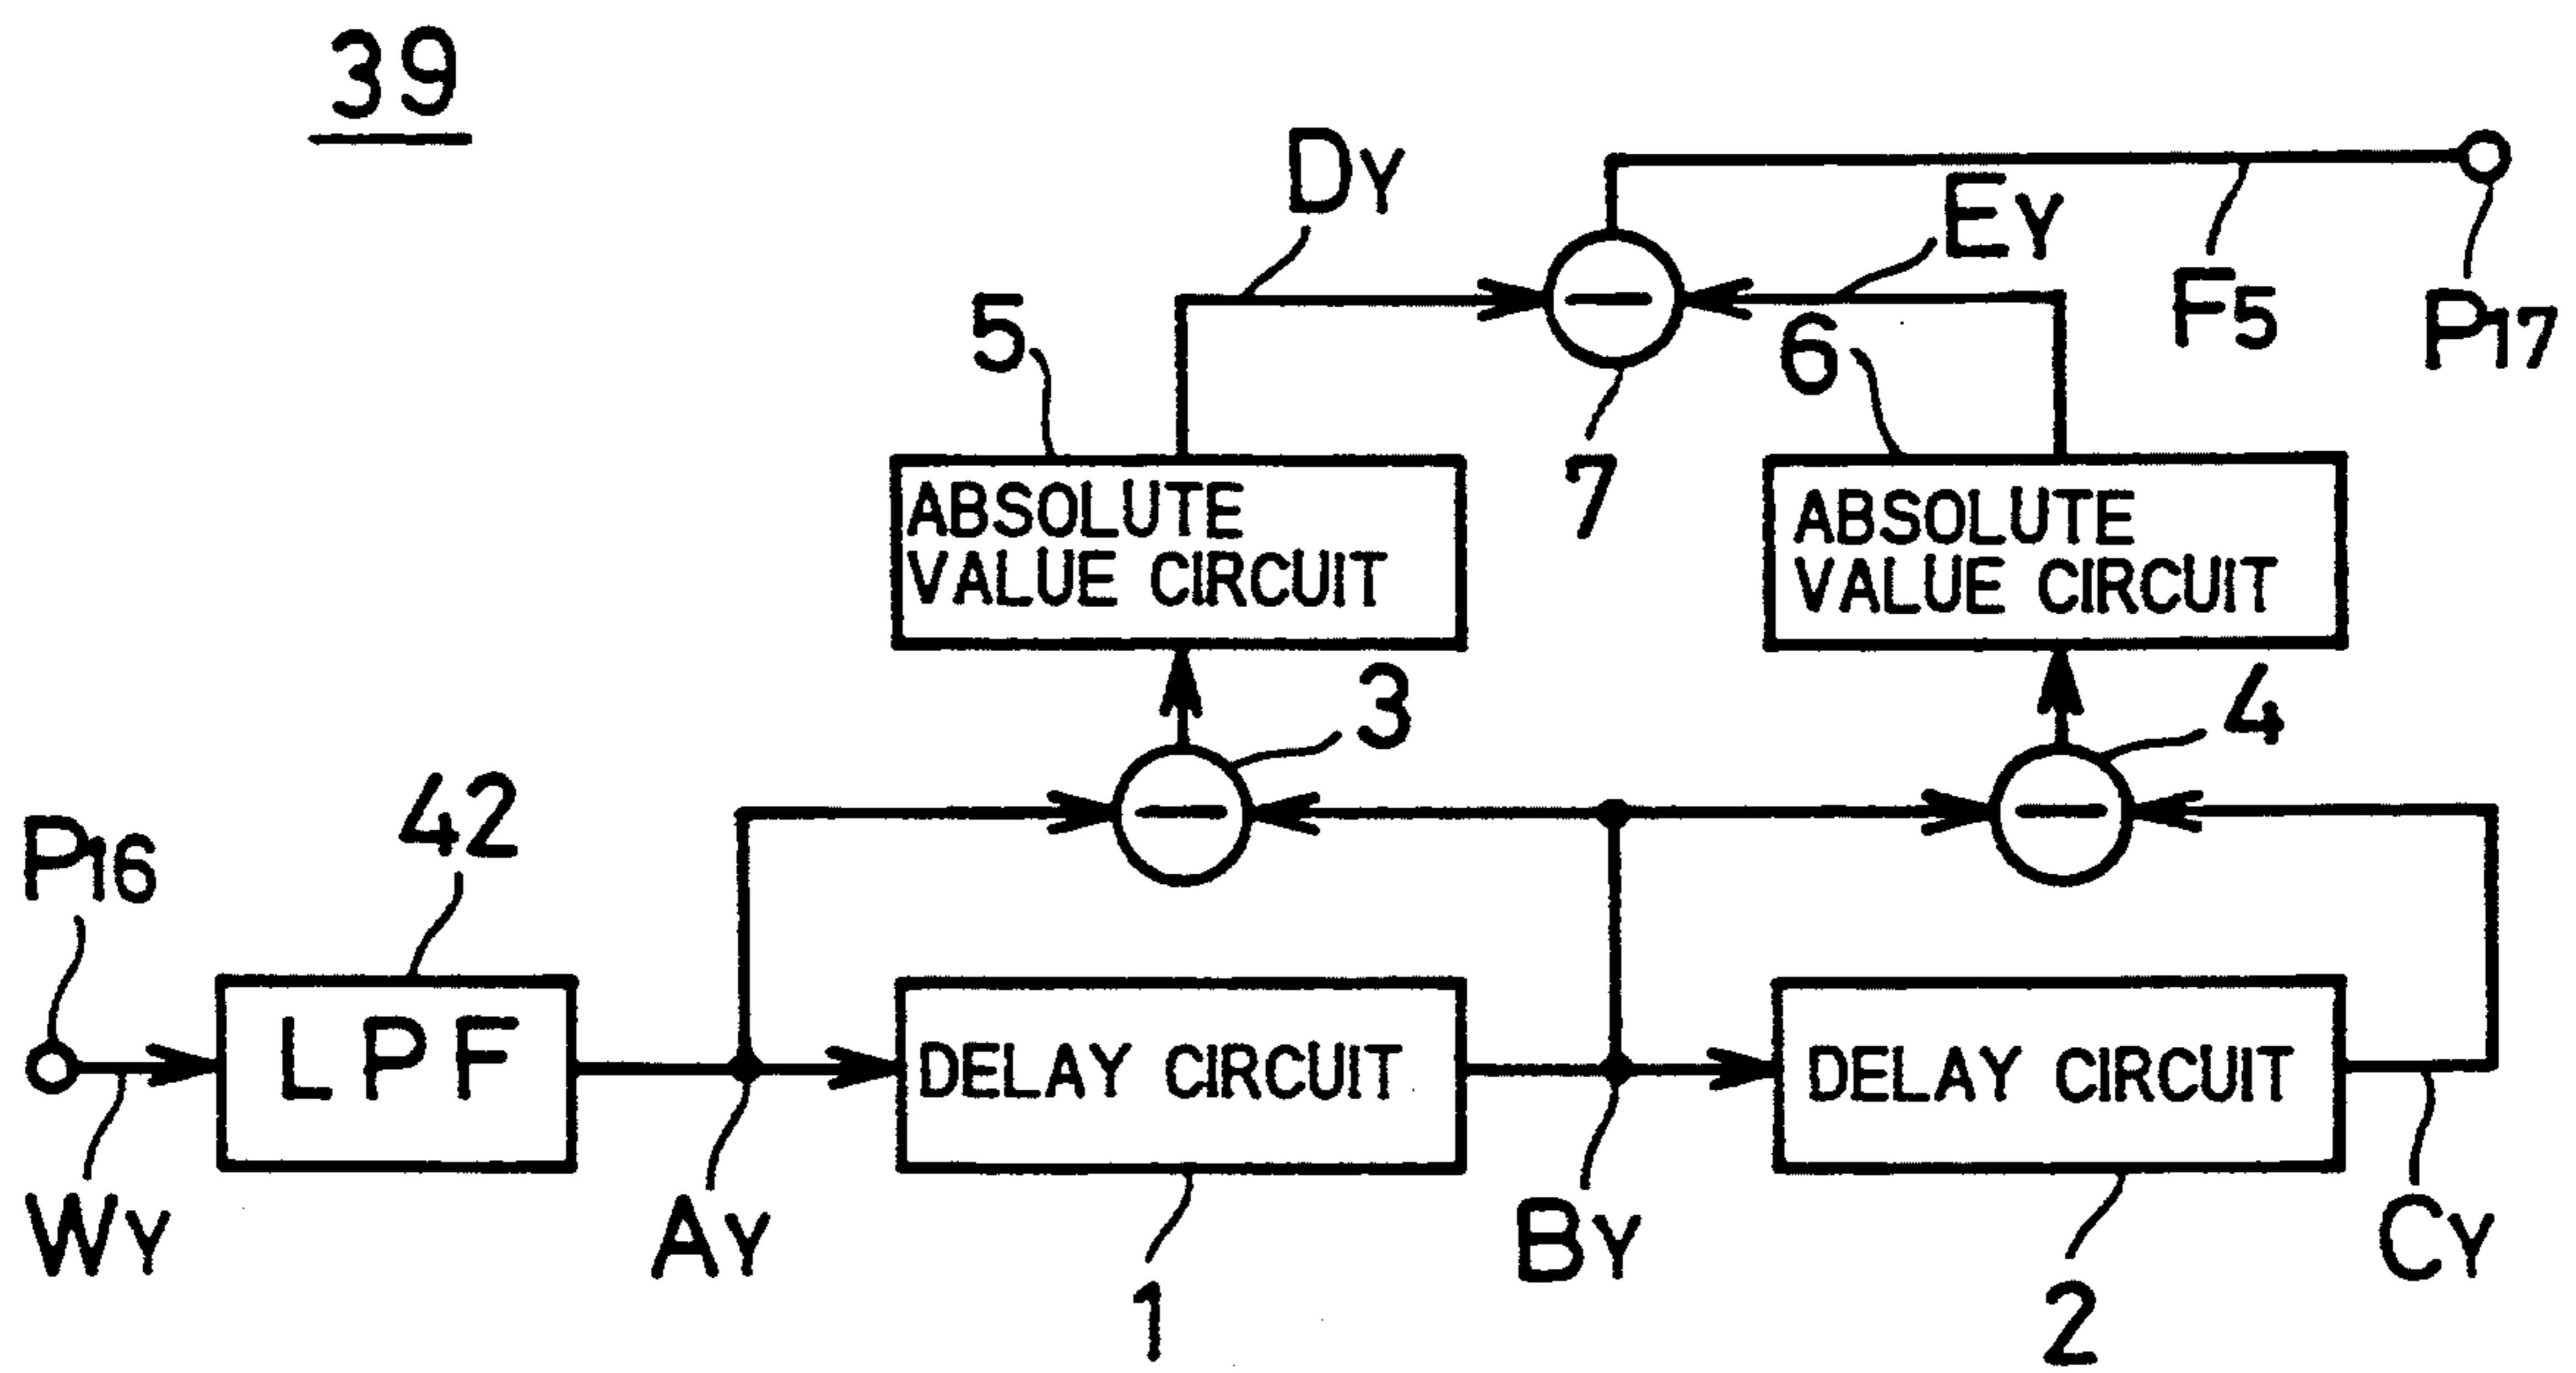 39
DY
EY
F5
P17
5
6
7
ABSOLUTE
VALUE CIRCUIT
ABSOLUTE
VALUE CIRCUIT
3
4
42
P16
LPF
DELAY CIRCUIT
DELAY CIRCUIT
WY
AY
BY
CY
1
2